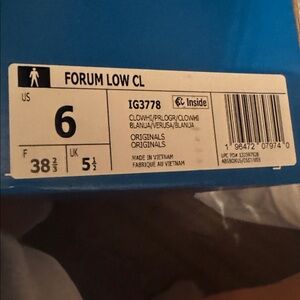 FORUM LOW CL
US
6
F
38 2/3
UK
5 1/2
IG3778
Inside
CLOWHI/PRLOGR/CLOWHI
BLANUA/VERUSA/BLANUA
ORIGINALS
ORIGINALS
MADE IN VIETNAM
FABRIQUE AU VIETNAM
1 96472 07974 0